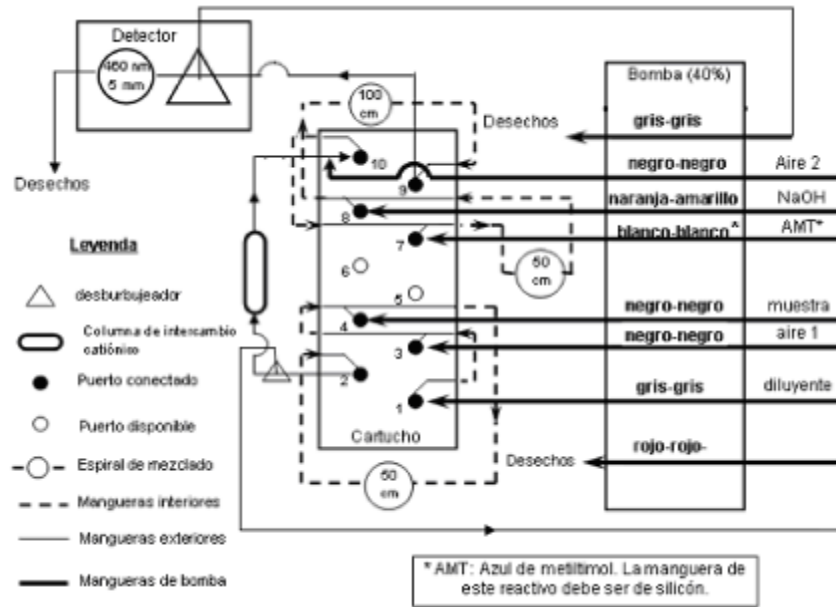 Detector
460 nm
5 mm
Desechos
100
cm
Desechos
Bomba (40%)
gris-gris
negro-negro
Aire 2
naranja-amarillo
NaOH
blanco-blanco*
AMT*
negro-negro
muestra
negro-negro
aire 1
gris-gris
diluyente
rojo-rojo-
Desechos
10
9
8
7
6
5
4
3
2
1
50
cm
Cartucho
50
cm
Leyenda
desburbujeador
Columna de intercambio
catiónico
Puerto conectado
Puerto disponible
Espiral de mezclado
Mangueras interiores
Mangueras exteriores
Mangueras de bomba
* AMT: Azul de metiltimol. La manguera de
este reactivo debe ser de silicón.